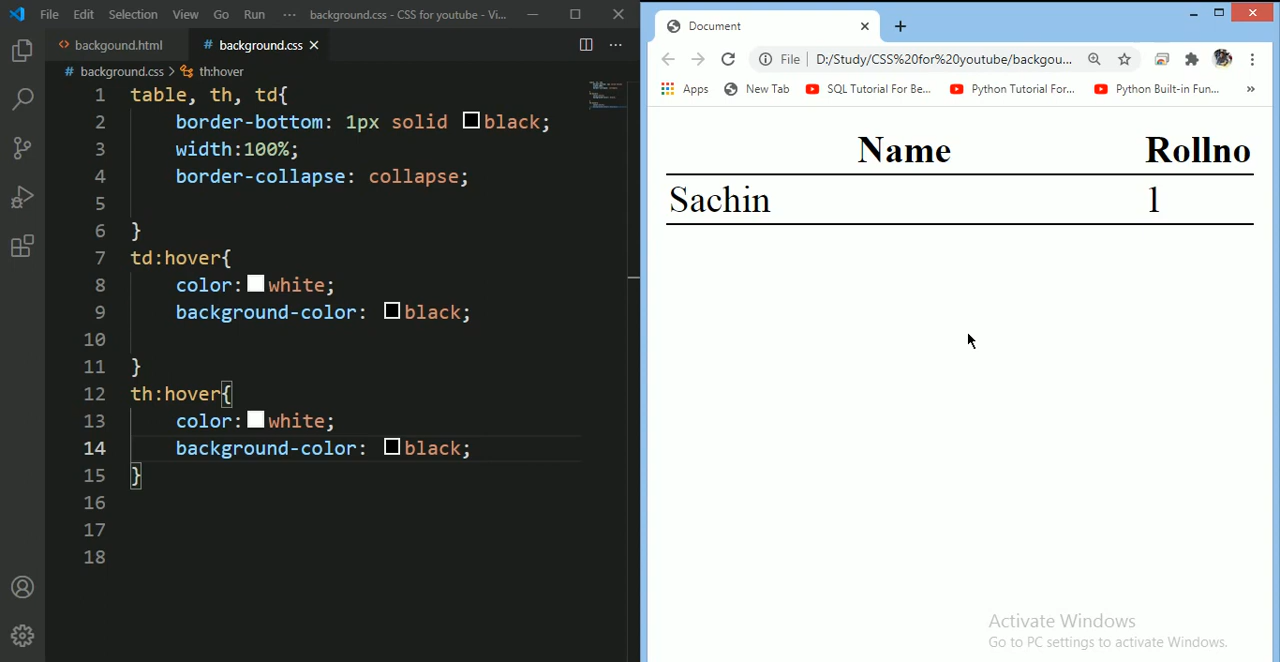 File Edit Selection View Go Run ··· background.css - CSS for youtube - Vi...
backgound.html # background.css
# background.css > th:hover
1 table, th, td{
2 border-bottom: 1px solid black;
3 width:100%;
4 border-collapse: collapse;
5
6 }
7 td:hover{
8 color: white;
9 background-color: black;
10
11 }
12 th:hover{
13 color: white;
14 background-color: black;
15 }
16
17
18
Document
File | D:/Study/CSS%20for%20youtube/backgou...
Apps New Tab SQL Tutorial For Be... Python Tutorial For... Python Built-in Fun... »
Name Rollno
Sachin 1
Activate Windows
Go to PC settings to activate Windows.